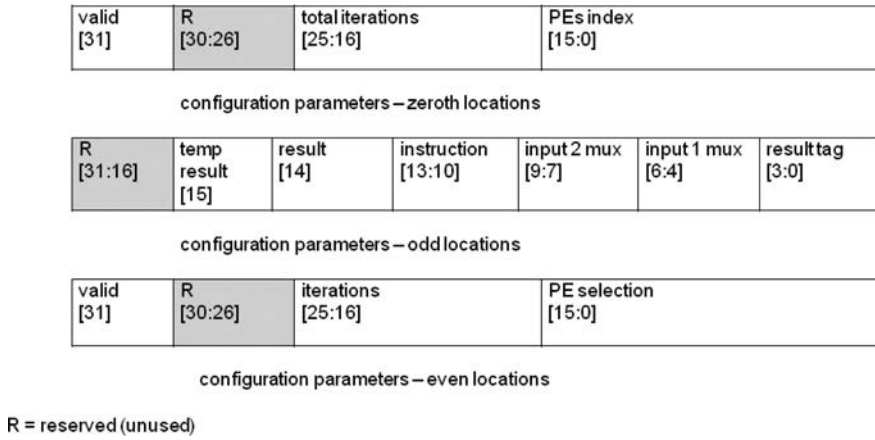 valid R total iterations PEs index
[31] [30:26] [25:16] [15:0]
configuration parameters – zeroth locations
R temp result instruction input 2 mux input 1 mux result tag
[31:16] result [14] [13:10] [9:7] [6:4] [3:0]
[15]
configuration parameters – odd locations
valid R iterations PE selection
[31] [30:26] [25:16] [15:0]
configuration parameters – even locations
R = reserved (unused)